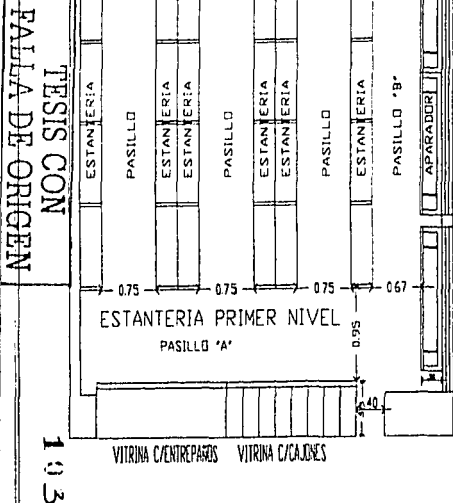 TESIS CON
FALLA DE ORIGEN
ESTANTERIA
PASILLO
ESTANTERIA
ESTANTERIA
PASILLO
ESTANTERIA
ESTANTERIA
PASILLO
ESTANTERIA
PASILLO "B"
APARADOR
0.75
0.75
0.75
0.67
ESTANTERIA PRIMER NIVEL
0.95
PASILLO "A"
.40
VITRINA C/ENTREPAÑOS
VITRINA C/CAJONES
103